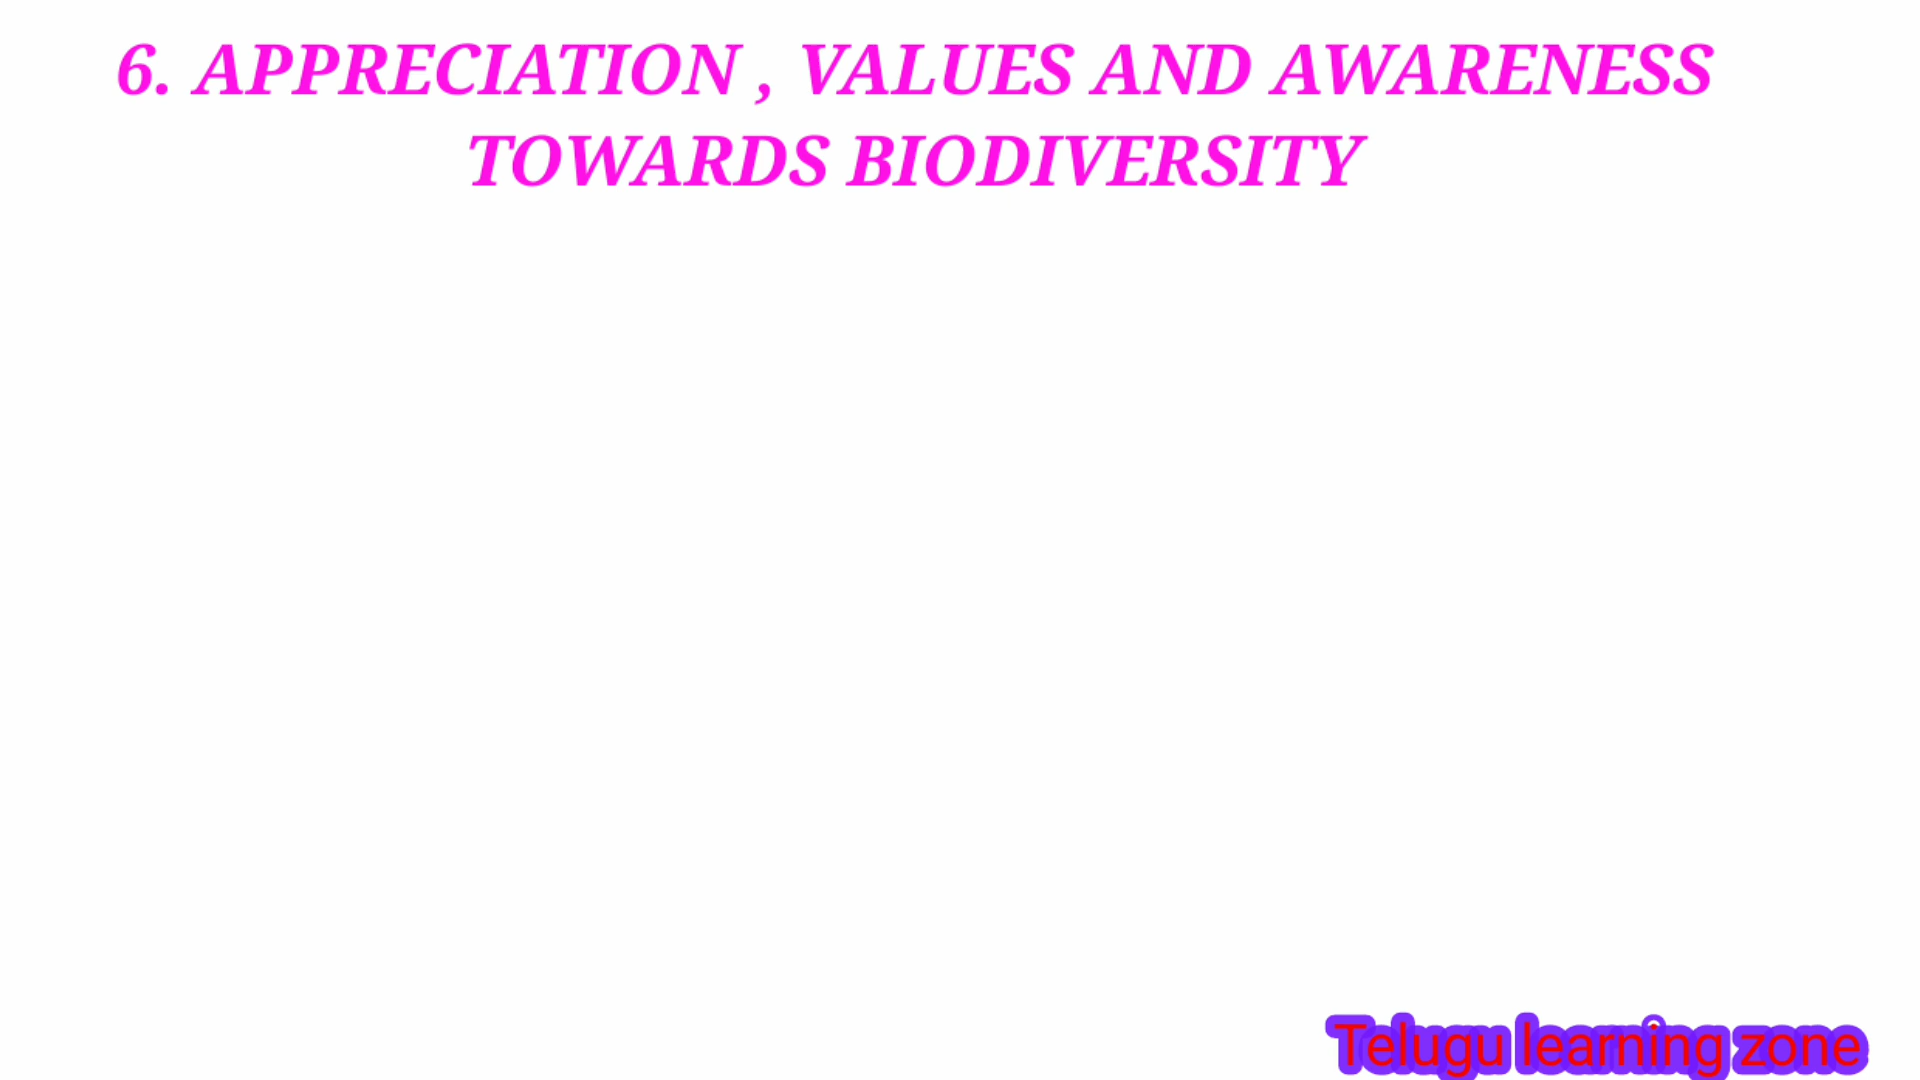 6. APPRECIATION , VALUES AND AWARENESS
TOWARDS BIODIVERSITY
Telugu learning zone